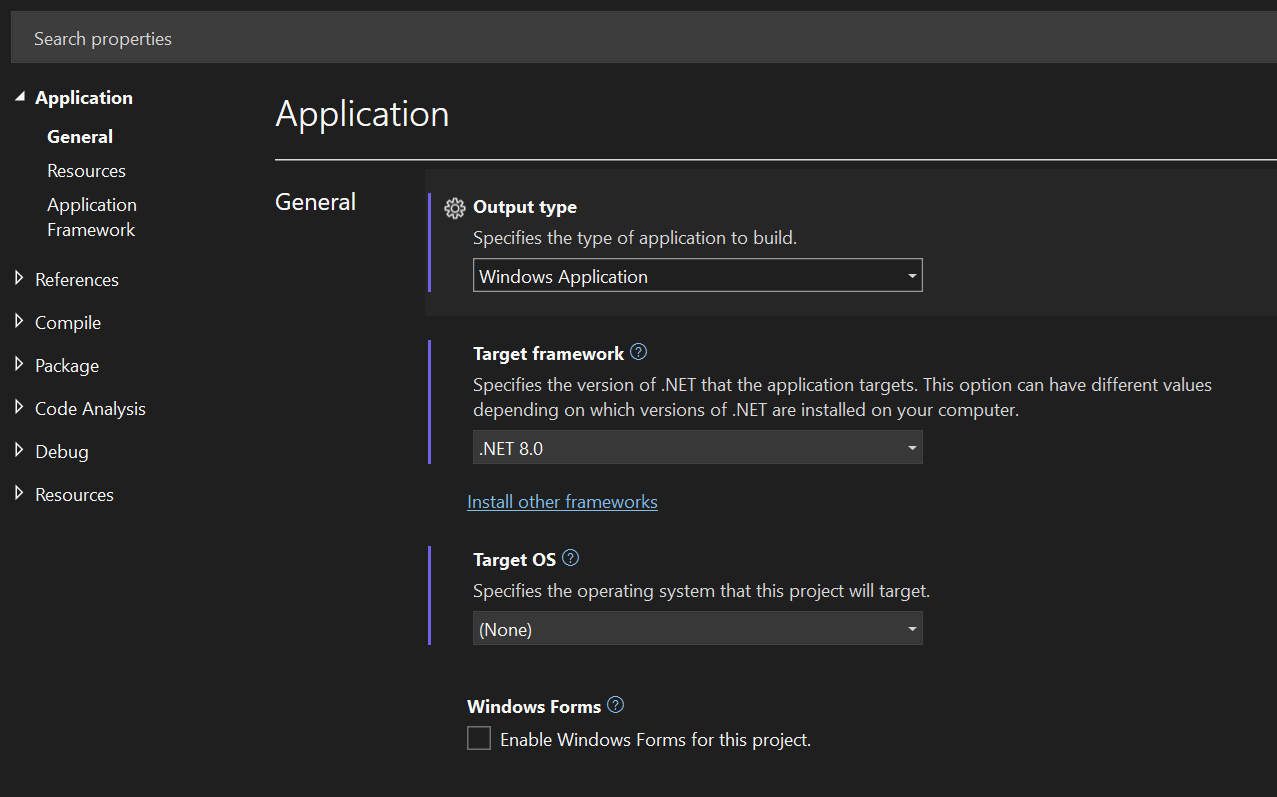 Search properties
Application
General
Resources
Application
Framework
References
Compile
Package
Code Analysis
Debug
Resources
Application
General
Output type
Specifies the type of application to build.
Windows Application
Target framework
Specifies the version of .NET that the application targets. This option can have different values
depending on which versions of .NET are installed on your computer.
.NET 8.0
Install other frameworks
Target OS
Specifies the operating system that this project will target.
(None)
Windows Forms
Enable Windows Forms for this project.